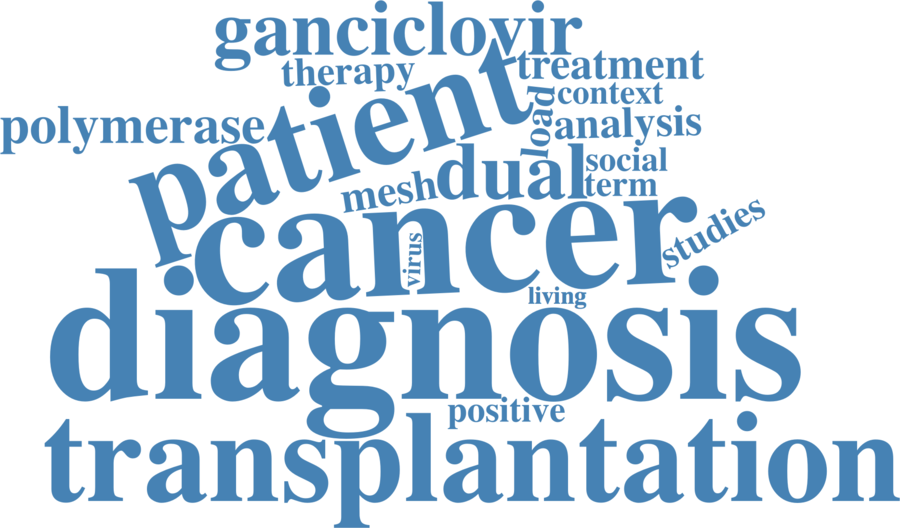 ganciclovir
therapy
treatment
patient
context
load
polymerase
analysis
dual
social
mesh
term
cancer
studies
virus
living
diagnosis
positive
transplantation